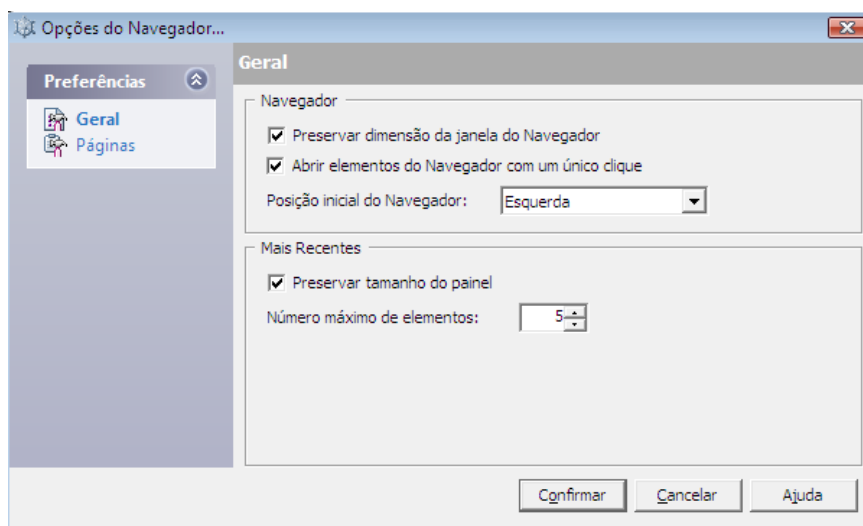 Opções do Navegador...
Preferências
Geral
Páginas
Geral
Navegador
Preservar dimensão da janela do Navegador
Abrir elementos do Navegador com um único clique
Posição inicial do Navegador: Esquerda
Mais Recentes
Preservar tamanho do painel
Número máximo de elementos: 5
Confirmar Cancelar Ajuda